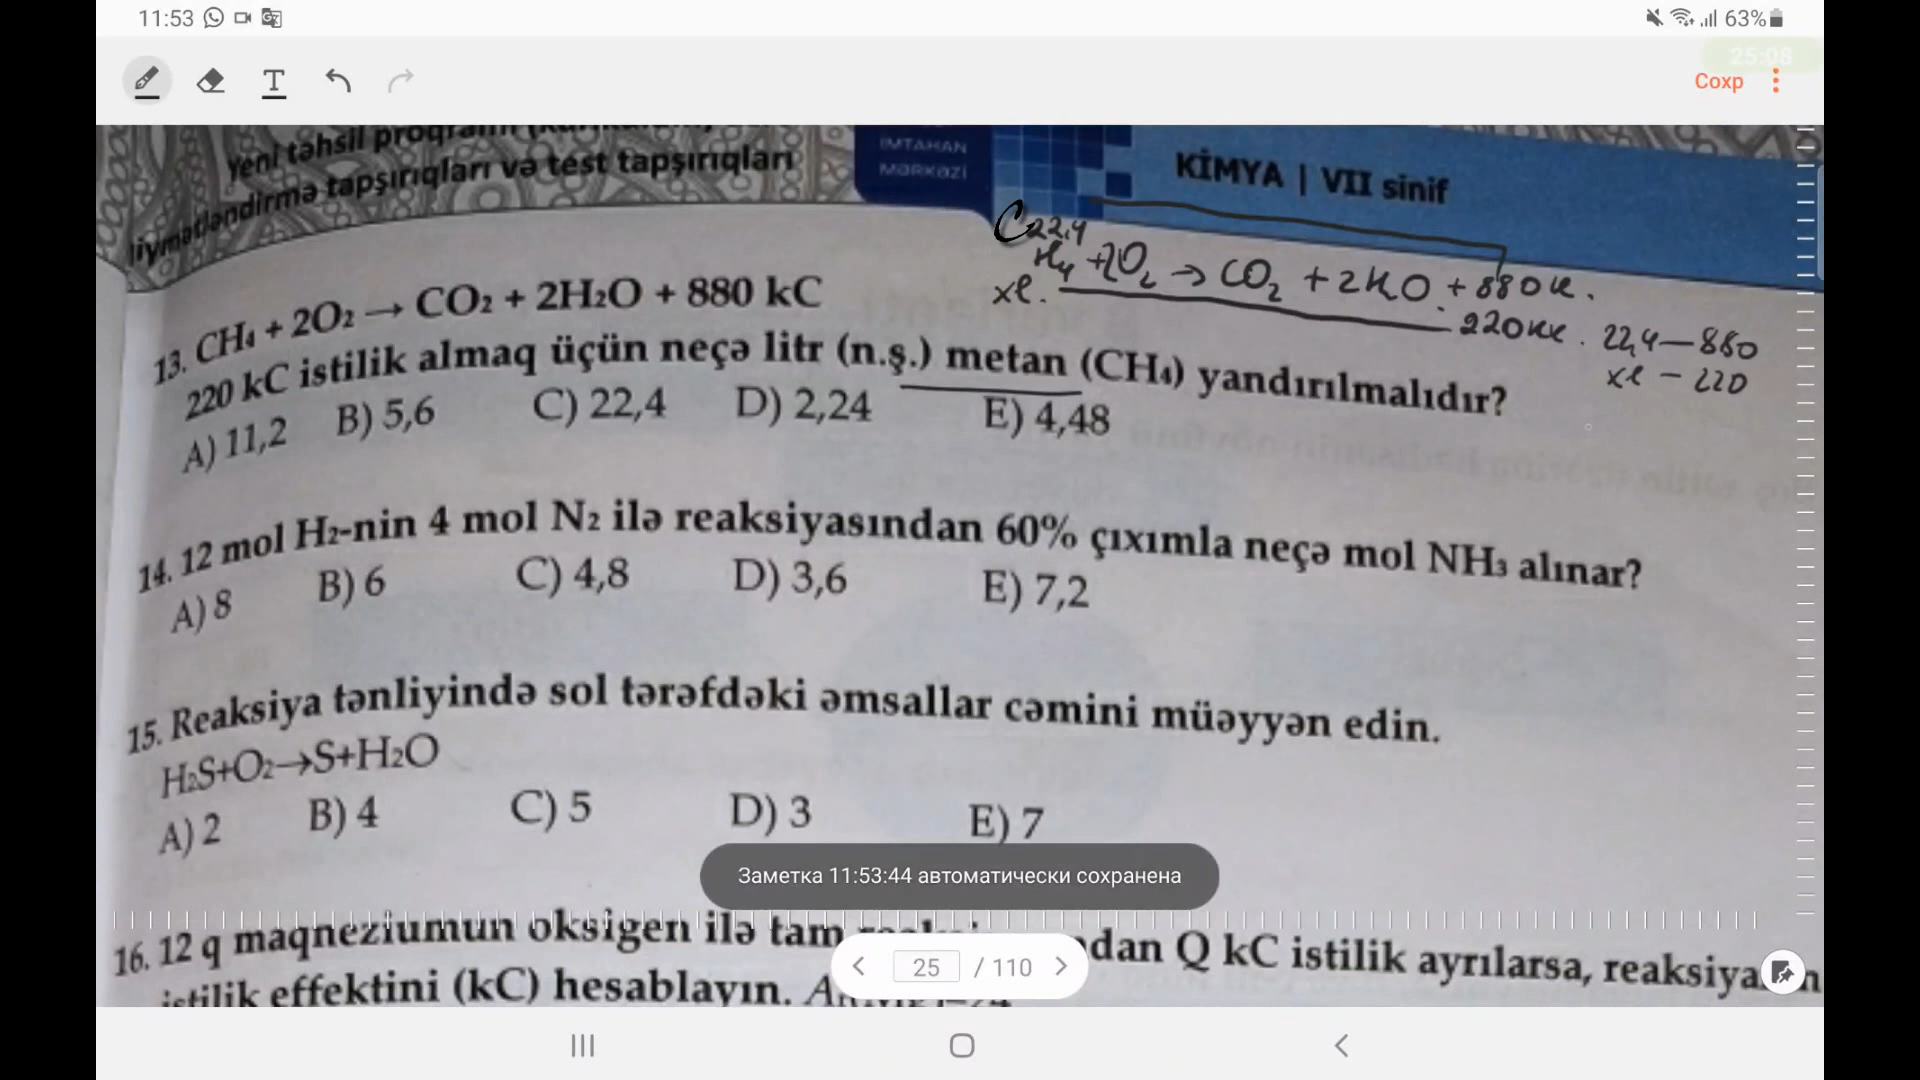 11:53
63%
25:08
T
Сохр
Yeni təhsil proqramı
tapşırıqları və test tapşırıqları
İMTAHAN
MƏRKƏZİ
KİMYA | VII sinif
C 22.4
H₄ + 2O₂ → CO₂ + 2H₂O + 880 к.
xl.
220 кк.
22,4 — 880
xl — 220
13. CH₄ + 2O₂ → CO₂ + 2H₂O + 880 kC
220 kC istilik almaq üçün neçə litr (n.ş.) metan (CH₄) yandırılmalıdır?
A) 11,2 B) 5,6 C) 22,4 D) 2,24 E) 4,48
14. 12 mol H₂-nin 4 mol N₂ ilə reaksiyasından 60% çıxımla neçə mol NH₃ alınar?
A) 8 B) 6 C) 4,8 D) 3,6 E) 7,2
15. Reaksiya tənliyində sol tərəfdəki əmsallar cəmini müəyyən edin.
H₂S+O₂→S+H₂O
A) 2 B) 4 C) 5 D) 3 E) 7
Заметка 11:53:44 автоматически сохранена
16. 12 q maqneziumun oksigen ilə tam dan Q kC istilik ayrılarsa,
istilik effektini (kC) hesablayın.
25 / 110